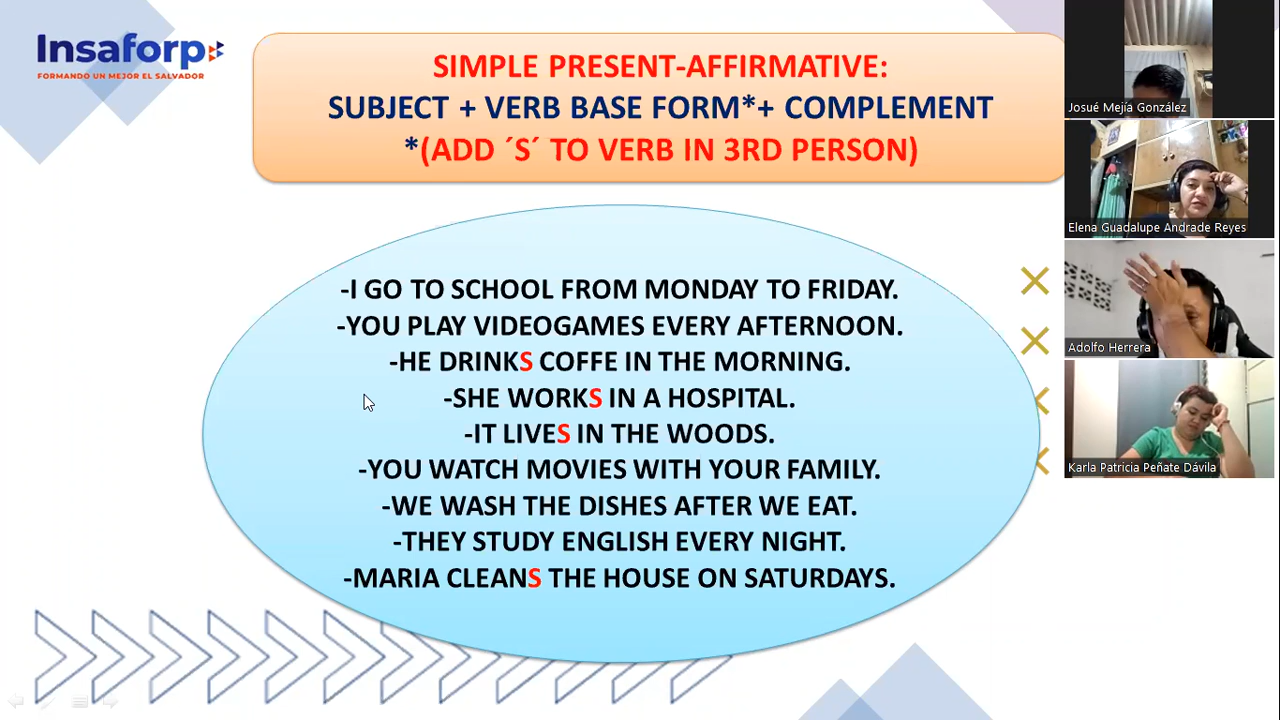 Insaforp
FORMANDO UN MEJOR EL SALVADOR
SIMPLE PRESENT-AFFIRMATIVE:
SUBJECT + VERB BASE FORM*+ COMPLEMENT
*(ADD ´S´ TO VERB IN 3RD PERSON)
-I GO TO SCHOOL FROM MONDAY TO FRIDAY.
-YOU PLAY VIDEOGAMES EVERY AFTERNOON.
-HE DRINKS COFFE IN THE MORNING.
-SHE WORKS IN A HOSPITAL.
-IT LIVES IN THE WOODS.
-YOU WATCH MOVIES WITH YOUR FAMILY.
-WE WASH THE DISHES AFTER WE EAT.
-THEY STUDY ENGLISH EVERY NIGHT.
-MARIA CLEANS THE HOUSE ON SATURDAYS.
Josué Mejía González
Elena Guadalupe Andrade Reyes
Adolfo Herrera
Karla Patricia Peñate Dávila